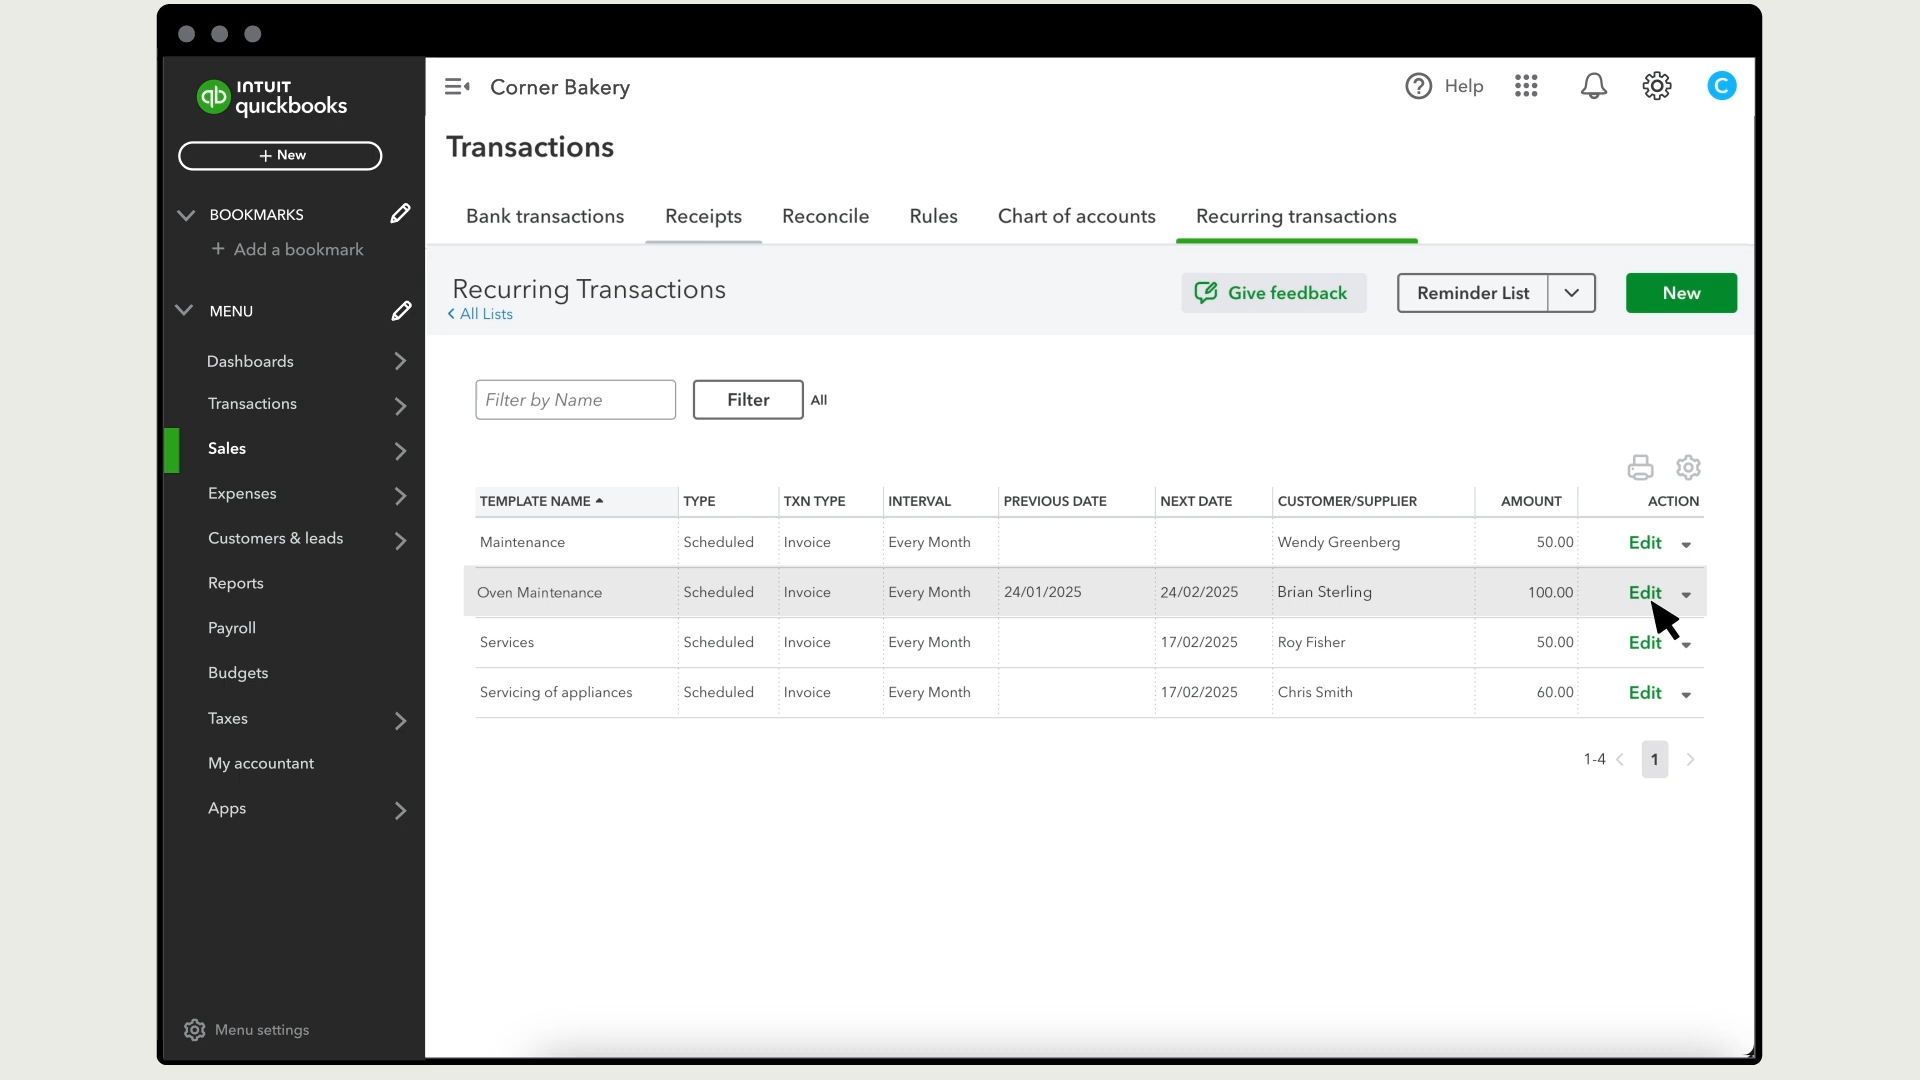 INTUIT
quickbooks
+ New
BOOKMARKS
+ Add a bookmark
MENU
Dashboards
Transactions
Sales
Expenses
Customers & leads
Reports
Payroll
Budgets
Taxes
My accountant
Apps
Menu settings
Corner Bakery
Help
C
Transactions
Bank transactions Receipts Reconcile Rules Chart of accounts Recurring transactions
Recurring Transactions
All Lists
Give feedback Reminder List New
Filter by Name Filter All
TEMPLATE NAME TYPE TXN TYPE INTERVAL PREVIOUS DATE NEXT DATE CUSTOMER/SUPPLIER AMOUNT ACTION
Maintenance Scheduled Invoice Every Month Wendy Greenberg 50.00 Edit
Oven Maintenance Scheduled Invoice Every Month 24/01/2025 24/02/2025 Brian Sterling 100.00 Edit
Services Scheduled Invoice Every Month 17/02/2025 Roy Fisher 50.00 Edit
Servicing of appliances Scheduled Invoice Every Month 17/02/2025 Chris Smith 60.00 Edit
1-4 1